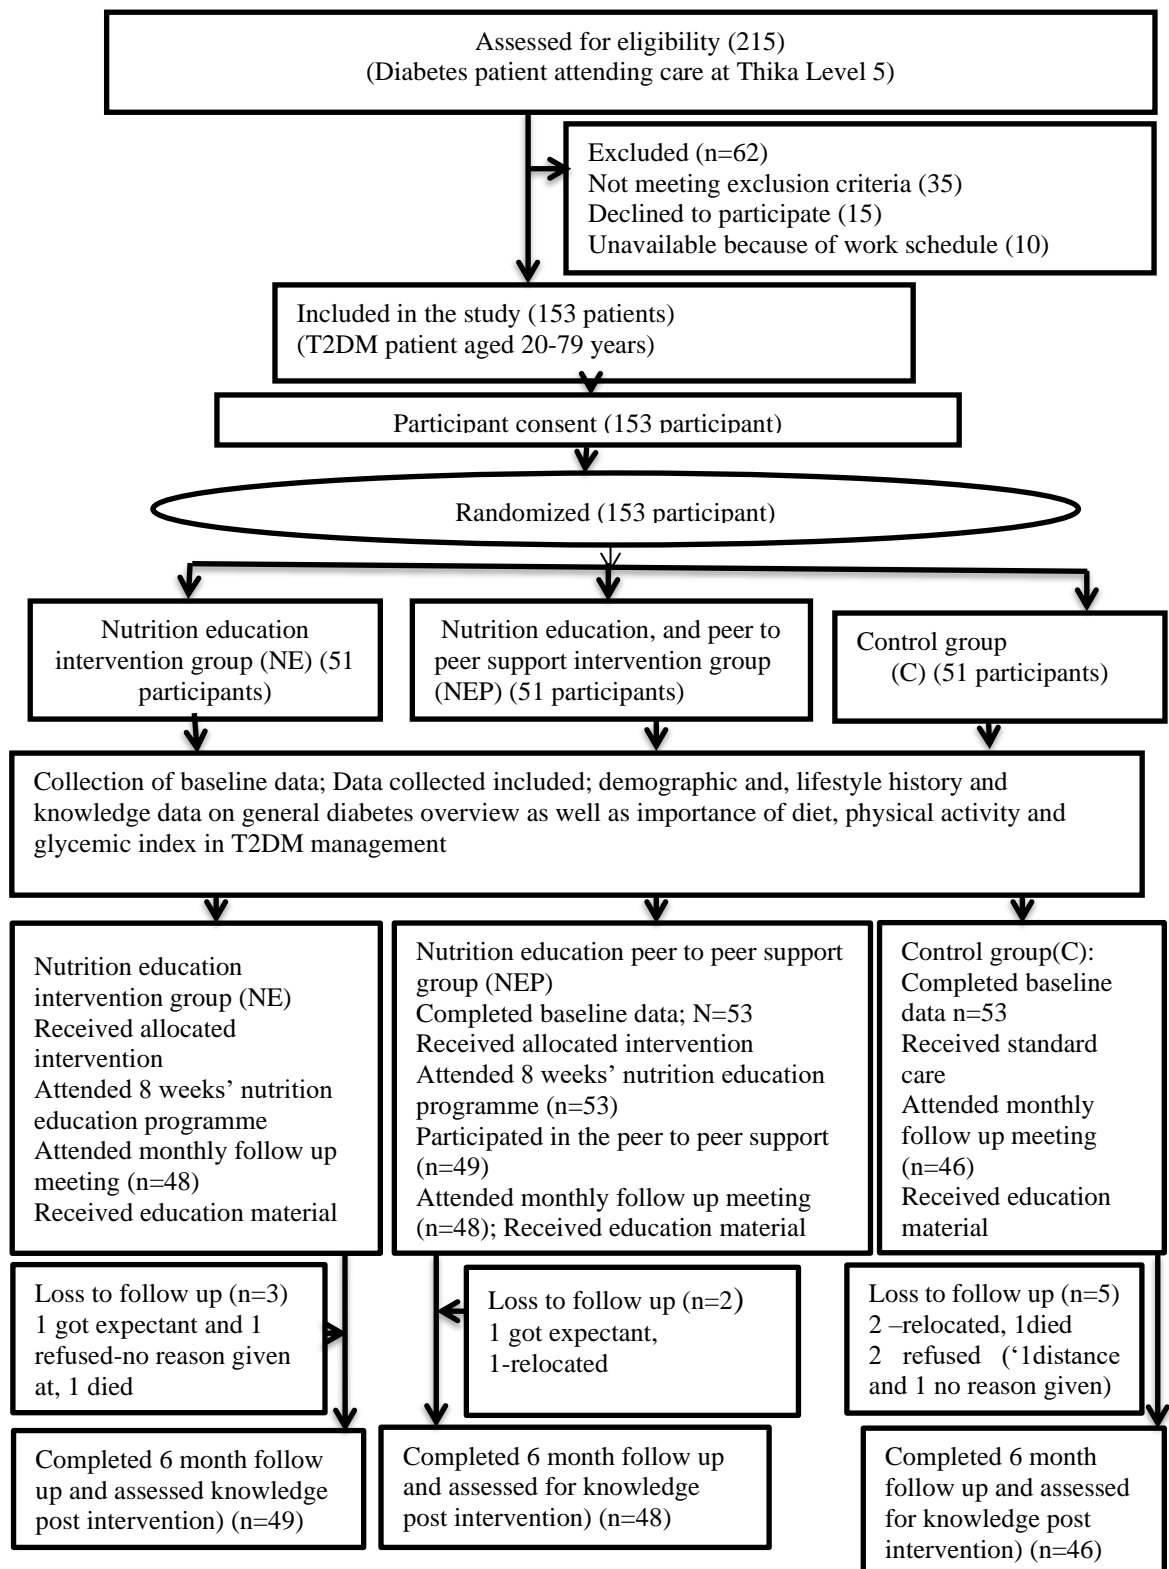 Assessed for eligibility (215)
(Diabetes patient attending care at Thika Level 5)
Excluded (n=62)
Not meeting exclusion criteria (35)
Declined to participate (15)
Unavailable because of work schedule (10)
Included in the study (153 patients)
(T2DM patient aged 20-79 years)
Participant consent (153 participant)
Randomized (153 participant)
Nutrition education
intervention group (NE) (51
participants)
Nutrition education, and peer to
peer support intervention group
(NEP) (51 participants)
Control group
(C) (51 participants)
Collection of baseline data; Data collected included; demographic and, lifestyle history and
knowledge data on general diabetes overview as well as importance of diet, physical activity and
glycemic index in T2DM management
Nutrition education
intervention group (NE)
Received allocated
intervention
Attended 8 weeks’ nutrition
education programme
Attended monthly follow up
meeting (n=48)
Received education material
Nutrition education peer to peer support
group (NEP)
Completed baseline data; N=53
Received allocated intervention
Attended 8 weeks’ nutrition education
programme (n=53)
Participated in the peer to peer support
(n=49)
Attended monthly follow up meeting
(n=48); Received education material
Control group(C):
Completed baseline
data n=53
Received standard
care
Attended monthly
follow up meeting
(n=46)
Received education
material
Loss to follow up (n=3)
1 got expectant and 1
refused-no reason given
at, 1 died
Loss to follow up (n=2)
1 got expectant,
1-relocated
Loss to follow up (n=5)
2 –relocated, 1died
2 refused (‘1distance
and 1 no reason given)
Completed 6 month follow
up and assessed knowledge
post intervention) (n=49)
Completed 6 month follow up
and assessed for knowledge
post intervention) (n=48)
Completed 6 month
follow up and assessed
for knowledge post
intervention) (n=46)